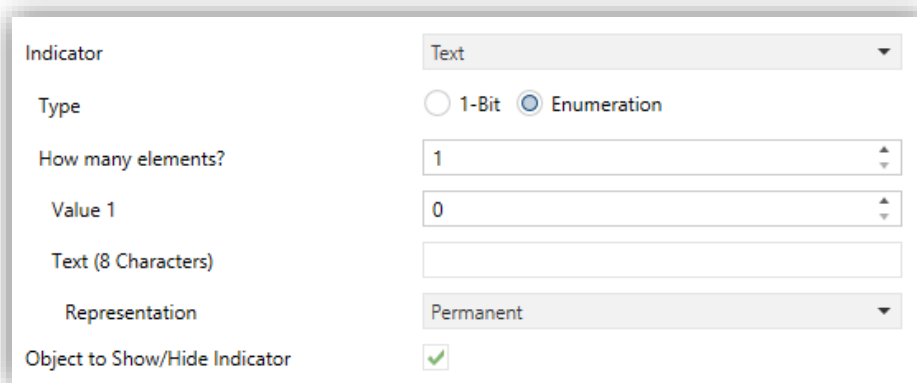 Indicator Text
Type 1-Bit Enumeration
How many elements? 1
Value 1 0
Text (8 Characters)
Representation Permanent
Object to Show/Hide Indicator